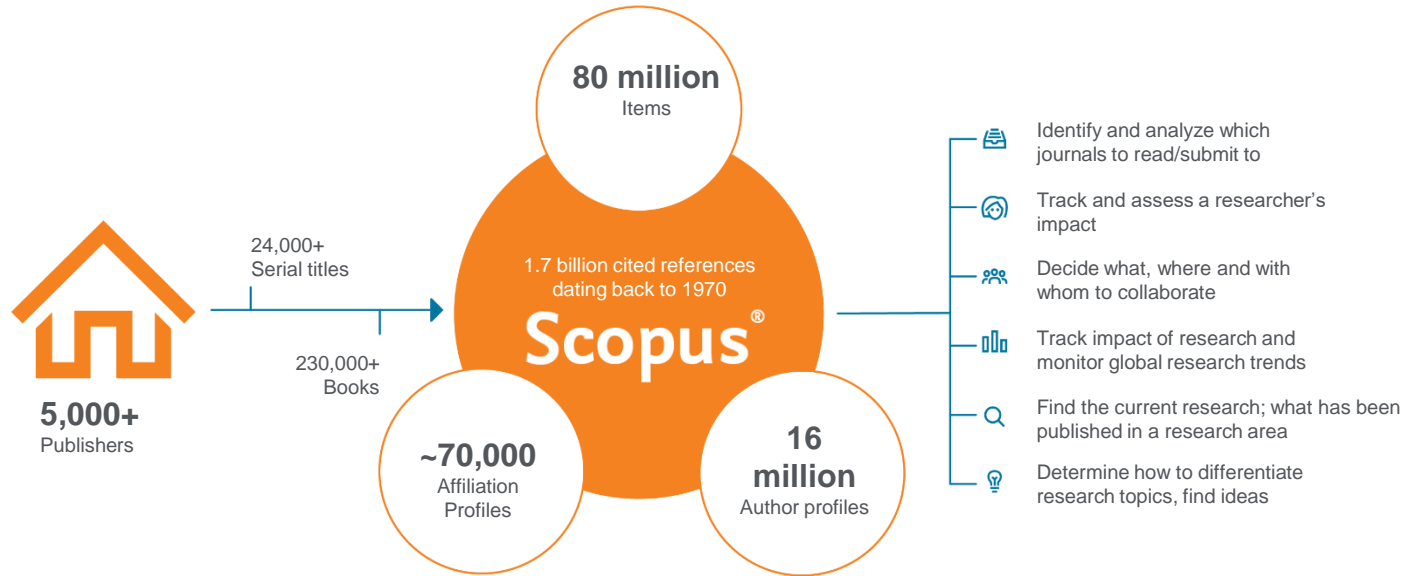 5,000+
Publishers
24,000+
Serial titles
230,000+
Books
80 million
Items
1.7 billion cited references
dating back to 1970
Scopus®
~70,000
Affiliation
Profiles
16
million
Author profiles
Identify and analyze which
journals to read/submit to
Track and assess a researcher's
impact
Decide what, where and with
whom to collaborate
Track impact of research and
monitor global research trends
Find the current research; what has been
published in a research area
Determine how to differentiate
research topics, find ideas